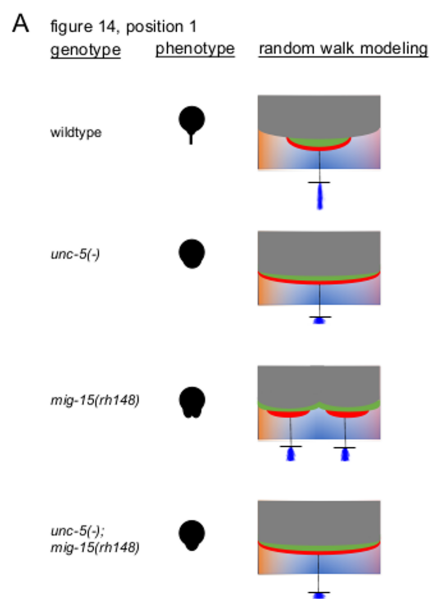 A
figure 14, position 1
genotype phenotype random walk modeling
wildtype
unc-5(-)
mig-15(rh148)
unc-5(-);
mig-15(rh148)